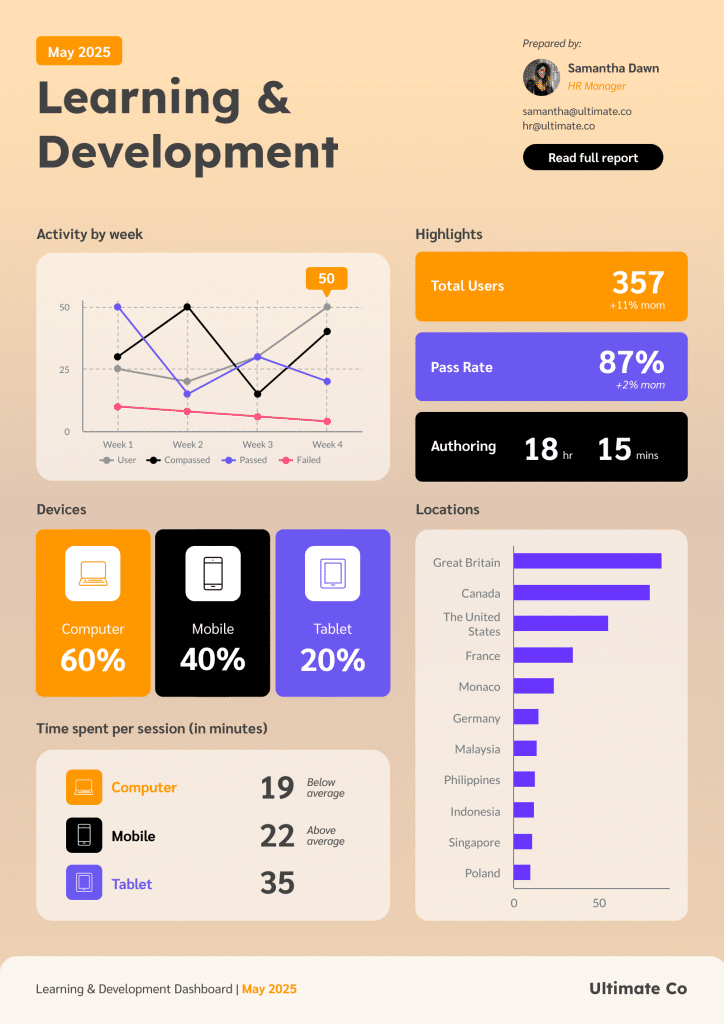 May 2025
Learning &
Development
Prepared by:
Samantha Dawn
HR Manager
samantha@ultimate.co
hr@ultimate.co
Read full report
Activity by week
50
50
25
0
Week 1
Week 2
Week 3
Week 4
User
Compassed
Passed
Failed
Highlights
Total Users
357
+11% mom
Pass Rate
87%
+2% mom
Authoring
18 hr
15 mins
Devices
Computer
60%
Mobile
40%
Tablet
20%
Time spent per session (in minutes)
Computer
19
Below
average
Mobile
22
Above
average
Tablet
35
Locations
Great Britain
Canada
The United
States
France
Monaco
Germany
Malaysia
Philippines
Indonesia
Singapore
Poland
0
50
Learning & Development Dashboard | May 2025
Ultimate Co